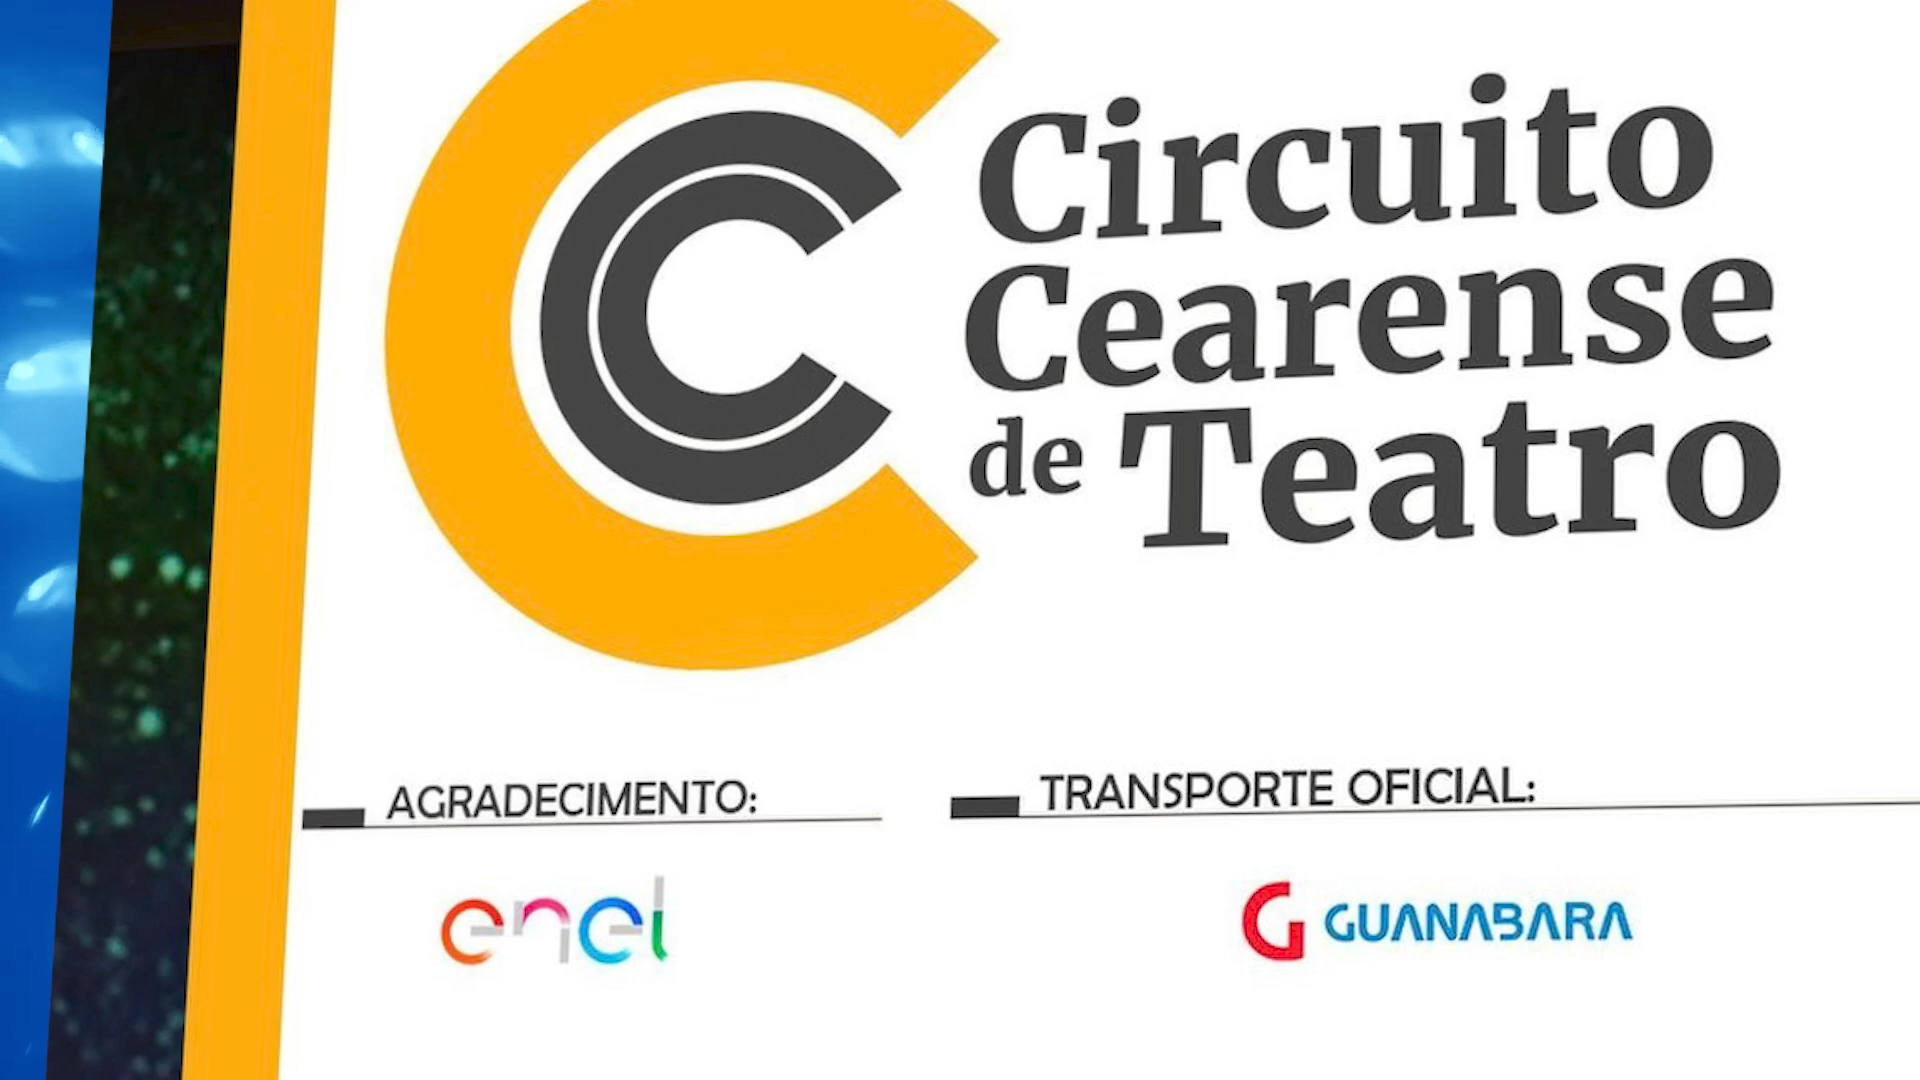 Circuito
Cearense
de Teatro
AGRADECIMENTO:
TRANSPORTE OFICIAL:
enel
GUANABARA